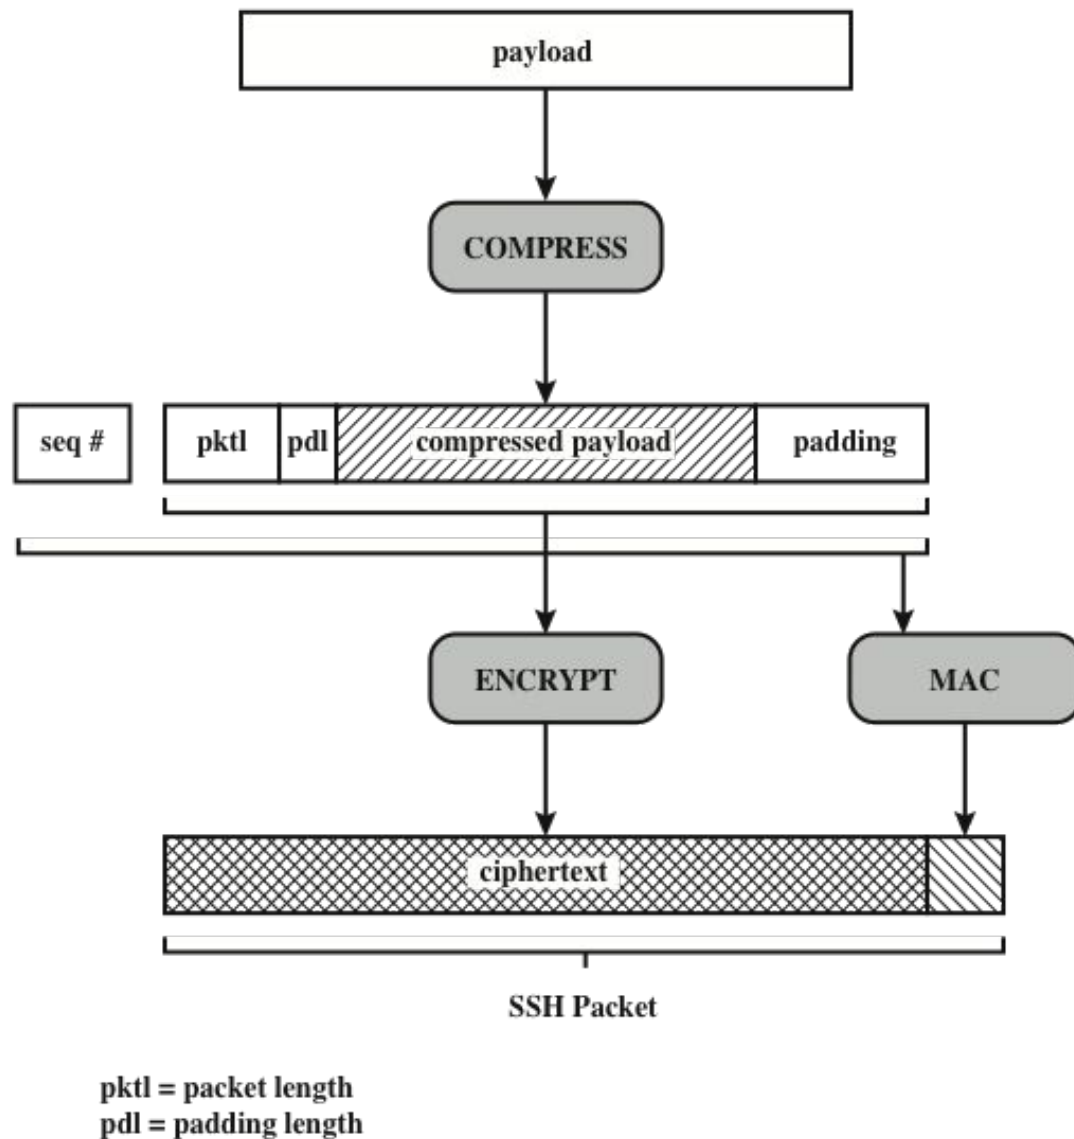 payload
COMPRESS
seq #
pktl
pdl
compressed payload
padding
ENCRYPT
MAC
ciphertext
SSH Packet
pktl = packet length
pdl = padding length